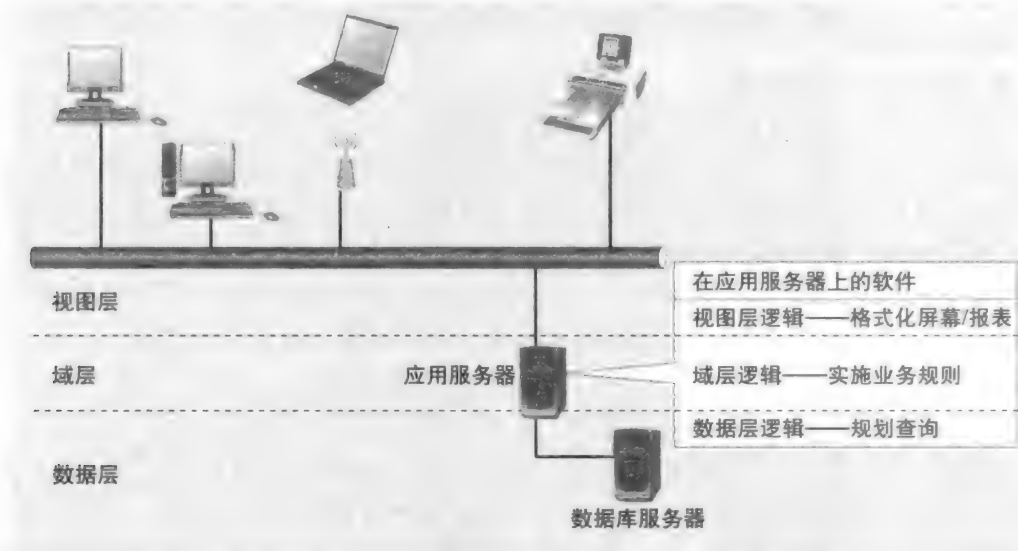 在应用服务器上的软件
视图层
视图层逻辑——格式化屏幕/报表
域层
应用服务器
域层逻辑——实施业务规则
数据层逻辑——规划查询
数据层
数据库服务器